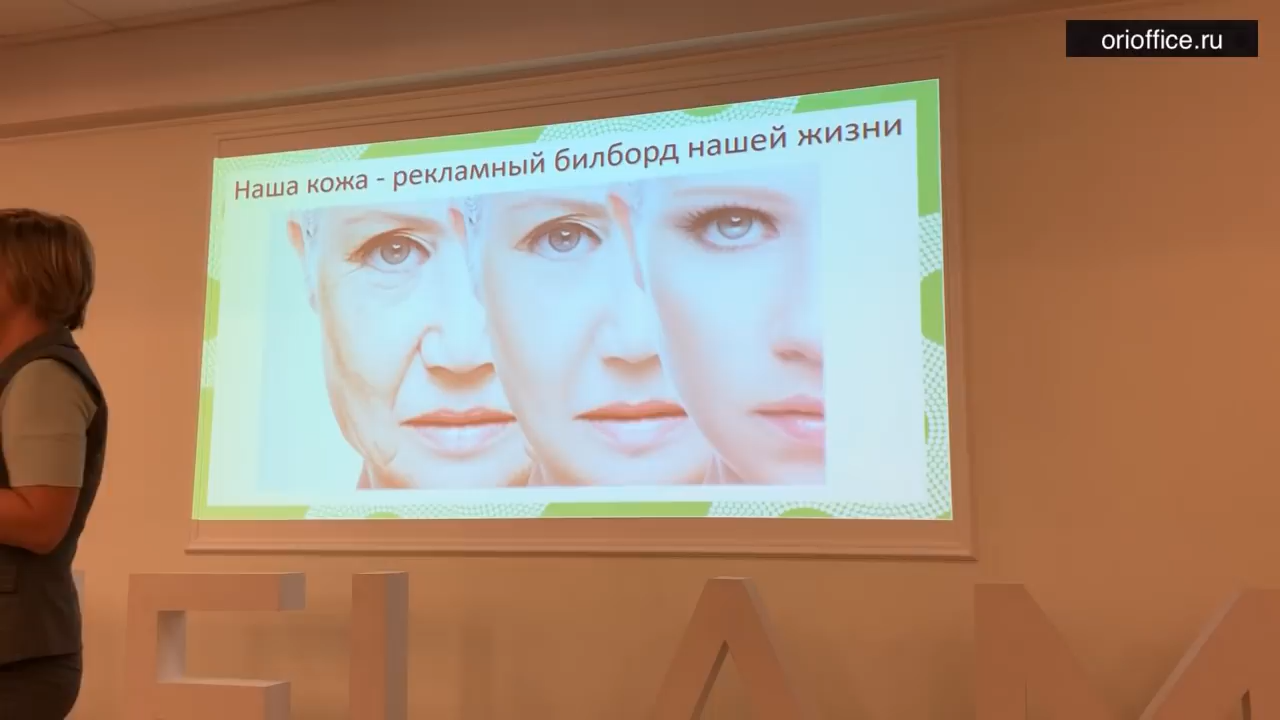 orioffice.ru
Наша кожа - рекламный билборд нашей жизни